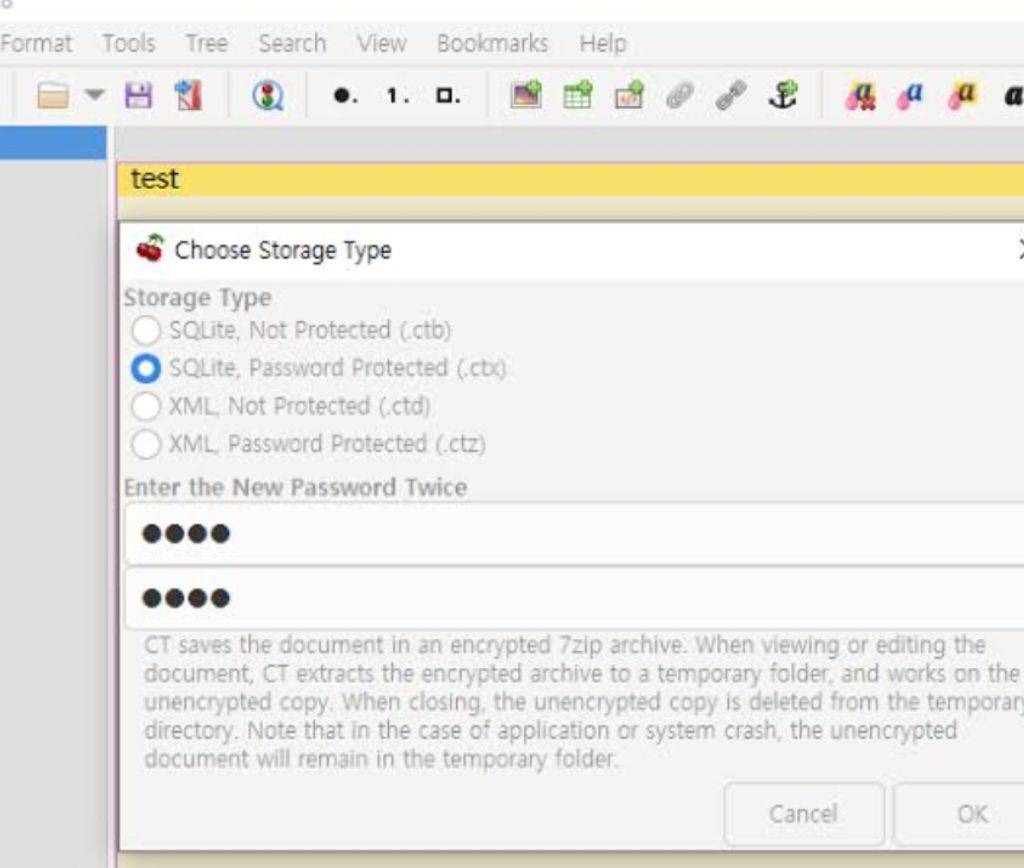 Format Tools Tree Search View Bookmarks Help
1.
a a a a
test
Choose Storage Type
Storage Type
SQLite, Not Protected (.ctb)
SQLite, Password Protected (.ctx)
XML, Not Protected (.ctd)
XML, Password Protected (.ctz)
Enter the New Password Twice
CT saves the document in an encrypted 7zip archive. When viewing or editing the
document, CT extracts the encrypted archive to a temporary folder, and works on the
unencrypted copy. When closing, the unencrypted copy is deleted from the temporary
directory. Note that in the case of application or system crash, the unencrypted
document will remain in the temporary folder.
Cancel OK